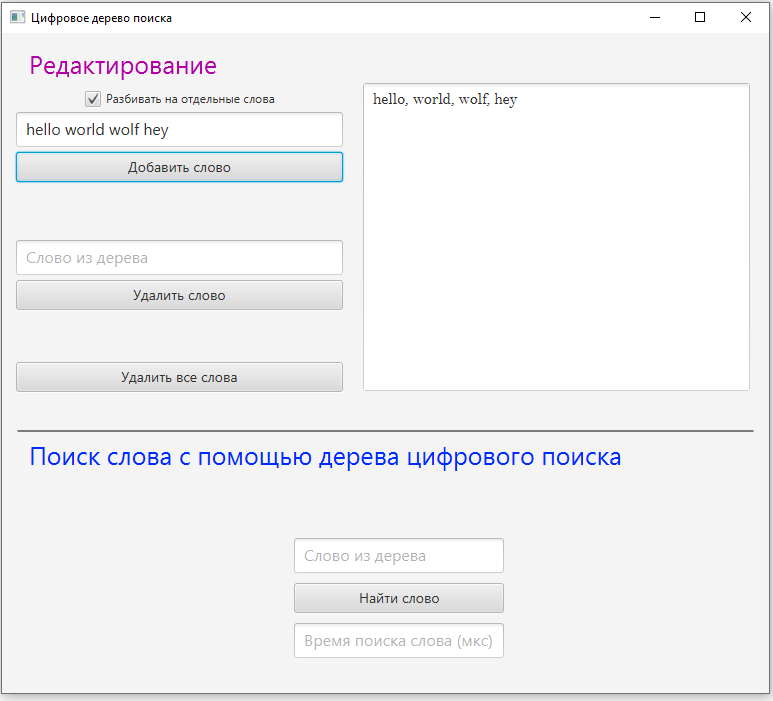 Цифровое дерево поиска
Редактирование
Разбивать на отдельные слова
hello world wolf hey
Добавить слово
hello, world, wolf, hey
Слово из дерева
Удалить слово
Удалить все слова
Поиск слова с помощью дерева цифрового поиска
Слово из дерева
Найти слово
Время поиска слова (мкс)